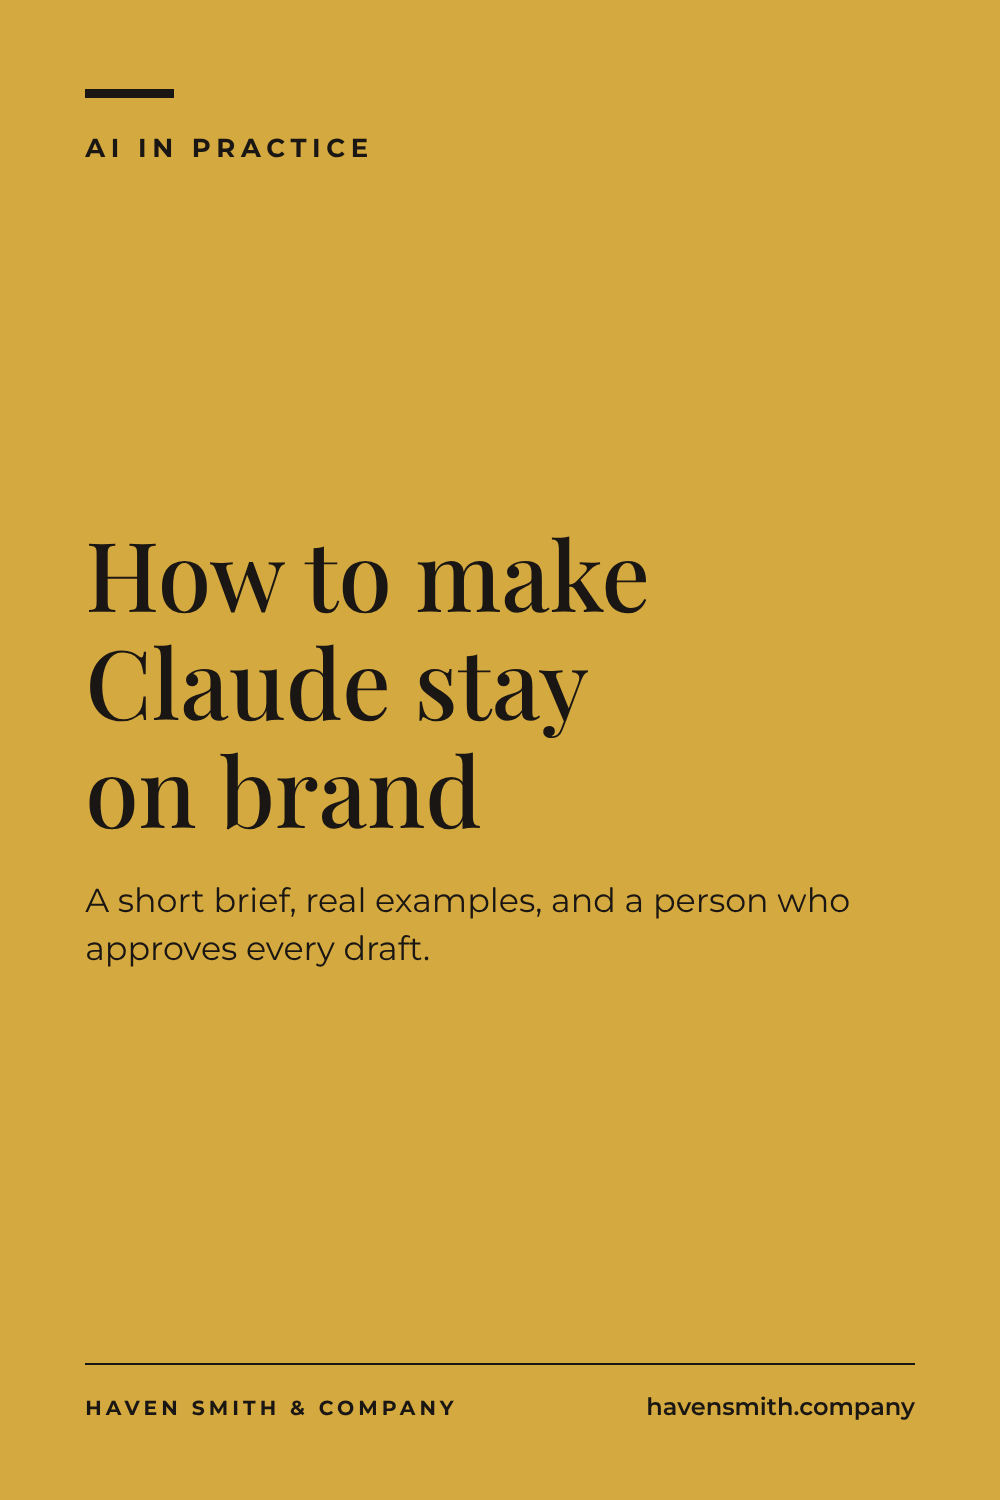 AI IN PRACTICE
How to make
Claude stay
on brand
A short brief, real examples, and a person who
approves every draft.
HAVEN SMITH & COMPANY
havensmith.company